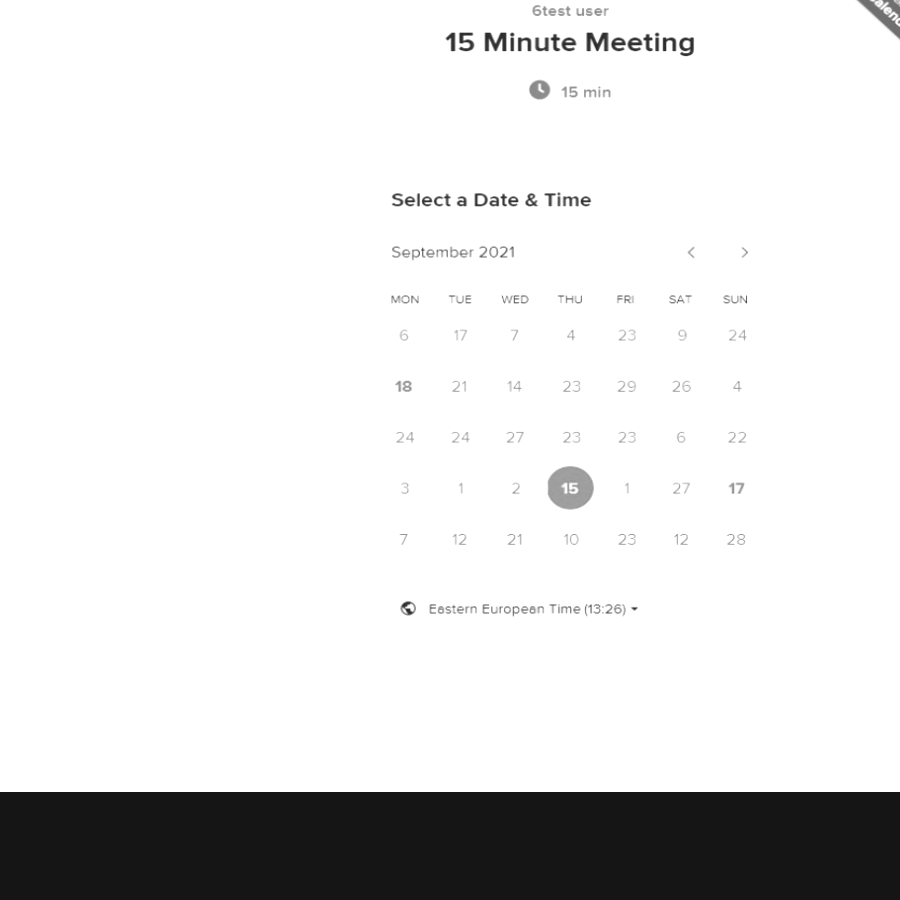 6test user
15 Minute Meeting
15 min
Select a Date & Time
September 2021
MON TUE WED THU FRI SAT SUN
6 17 7 4 23 9 24
18 21 14 23 29 26 4
24 24 27 23 23 6 22
3 1 2 15 1 27 17
7 12 21 10 23 12 28
Eastern European Time (13:26)